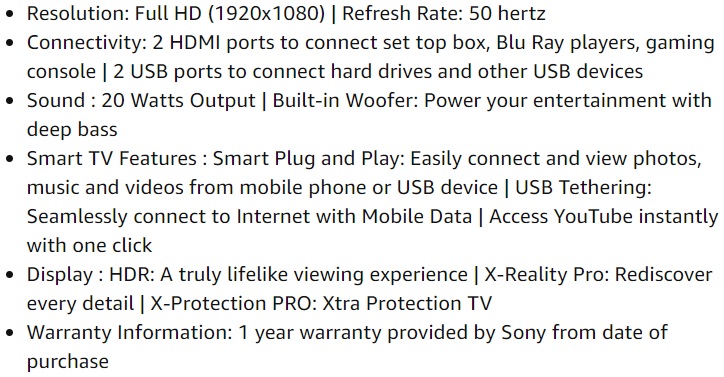 • Resolution: Full HD (1920x1080) | Refresh Rate: 50 hertz
• Connectivity: 2 HDMI ports to connect set top box, Blu Ray players, gaming
console | 2 USB ports to connect hard drives and other USB devices
• Sound : 20 Watts Output | Built-in Woofer: Power your entertainment with
deep bass
• Smart TV Features : Smart Plug and Play: Easily connect and view photos,
music and videos from mobile phone or USB device | USB Tethering:
Seamlessly connect to Internet with Mobile Data | Access YouTube instantly
with one click
• Display : HDR: A truly lifelike viewing experience | X-Reality Pro: Rediscover
every detail | X-Protection PRO: Xtra Protection TV
• Warranty Information: 1 year warranty provided by Sony from date of
purchase